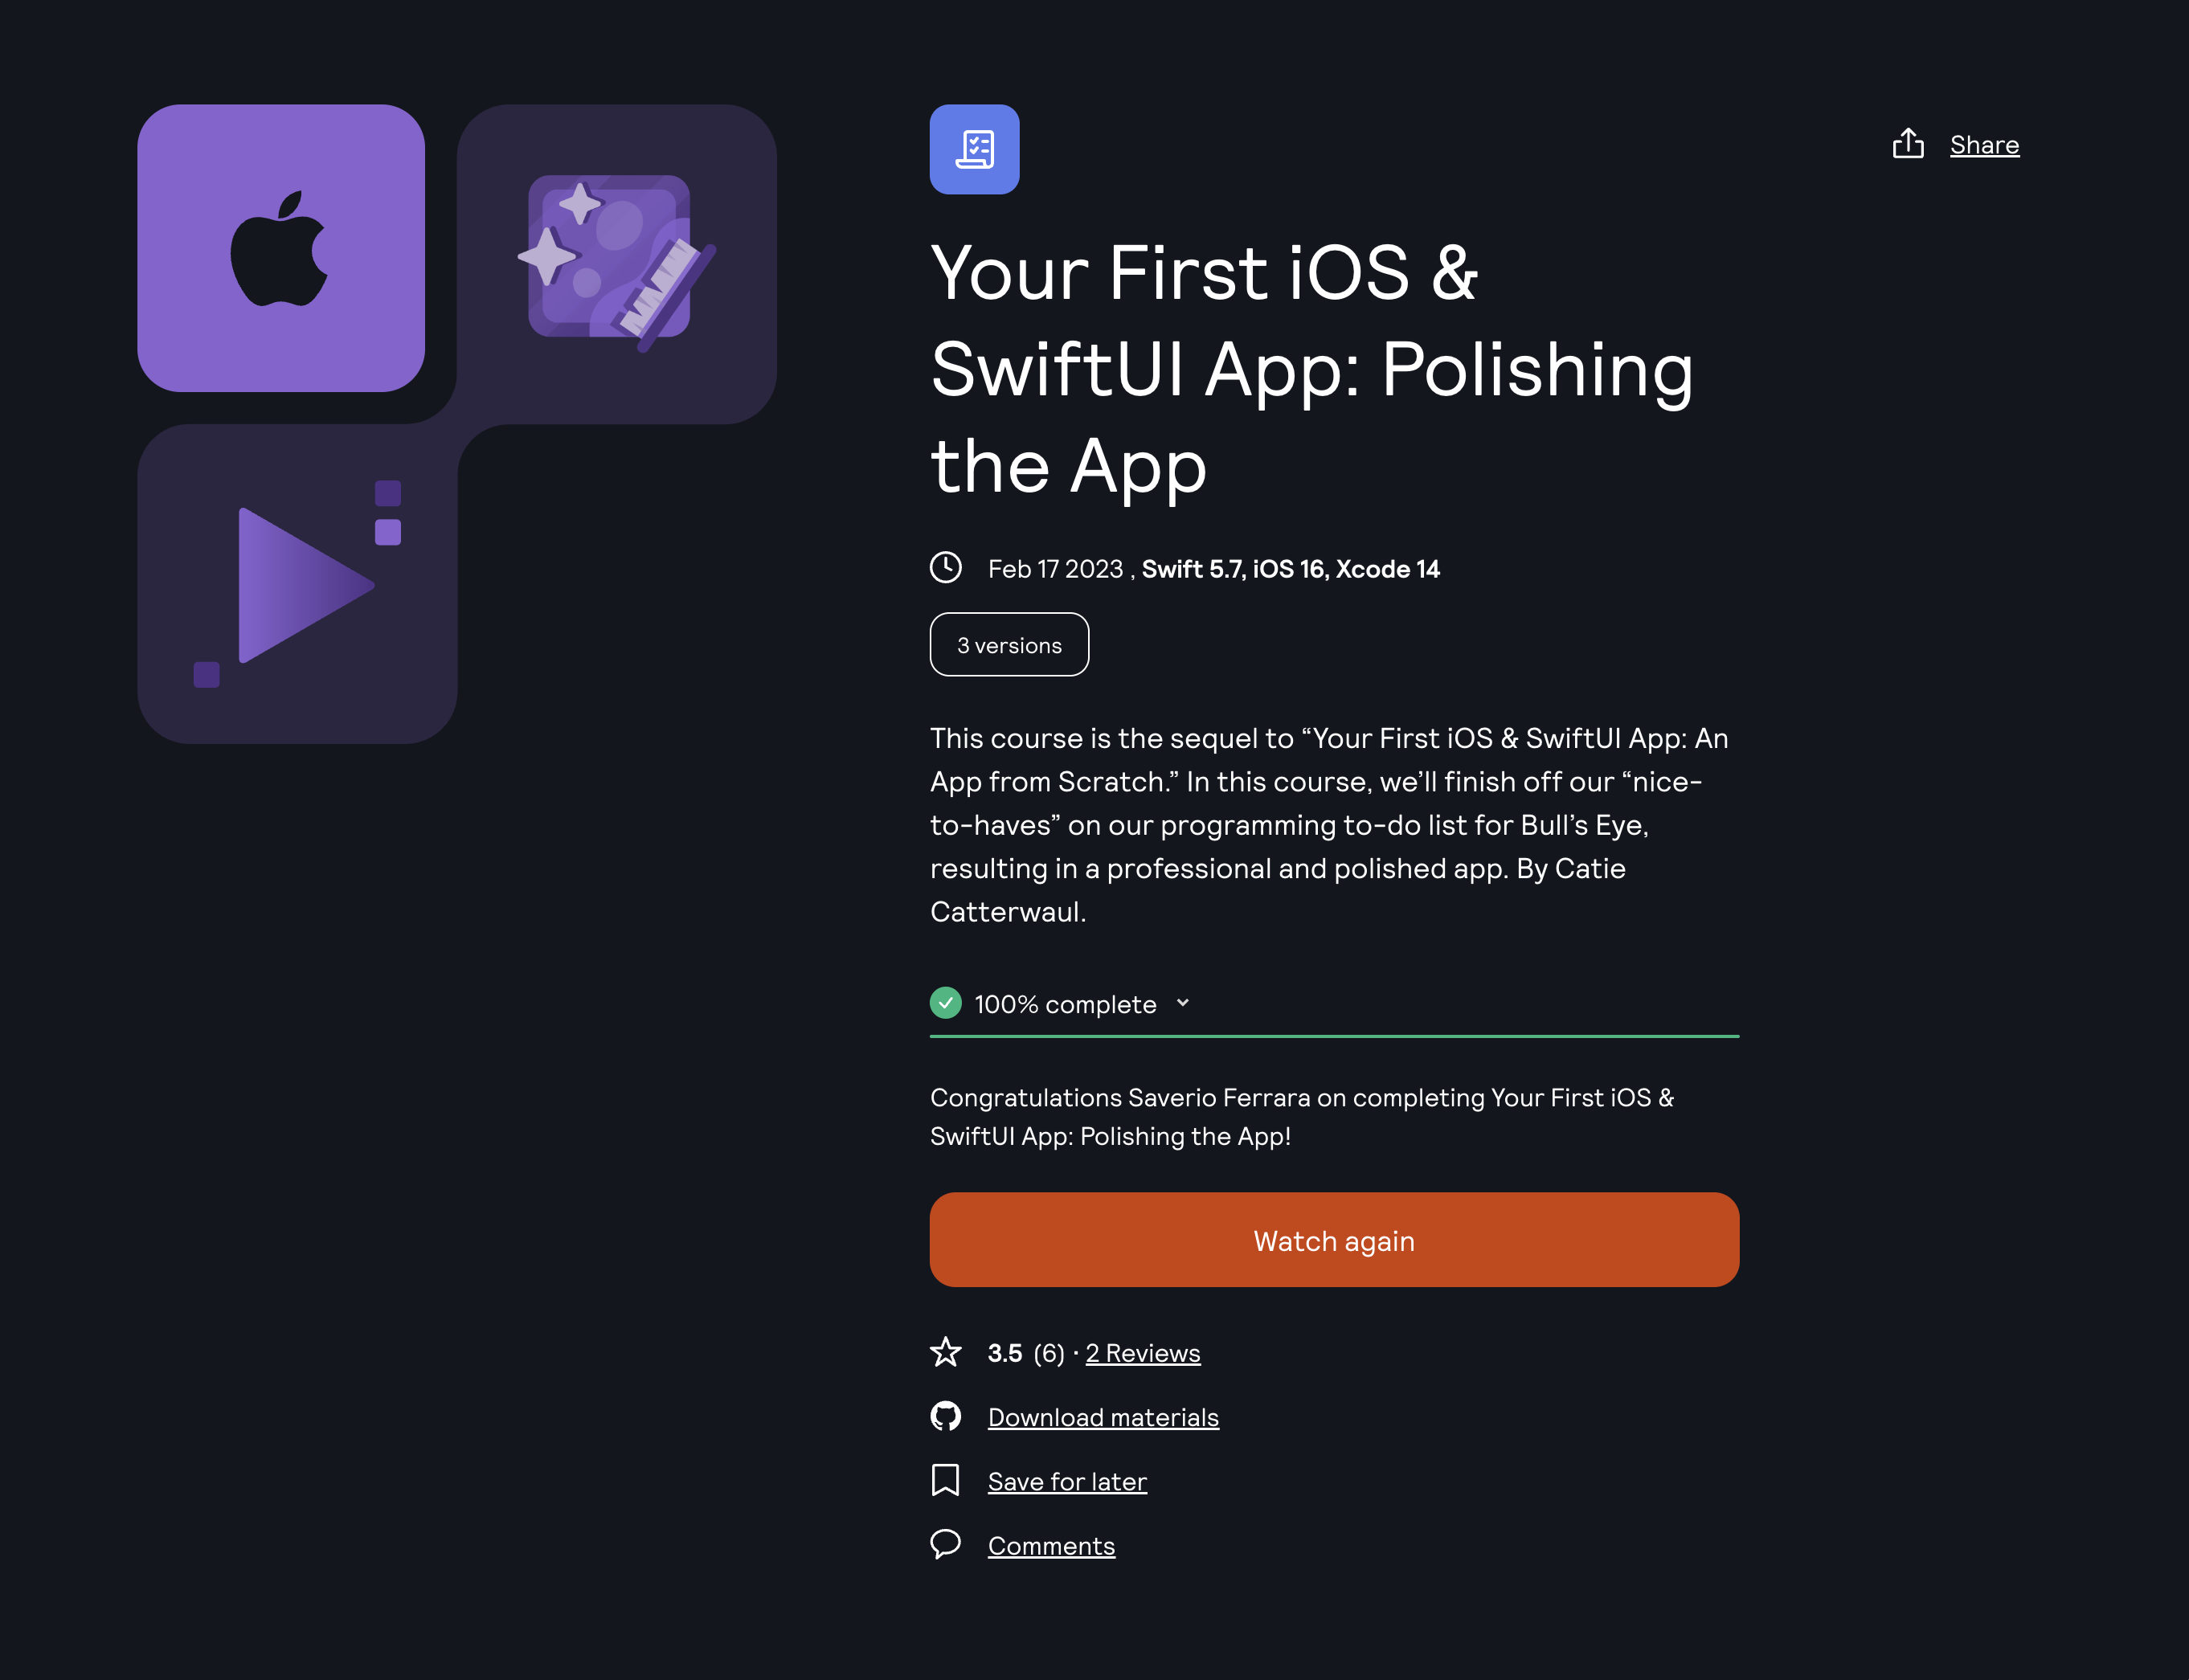 Share
Your First iOS &
SwiftUI App: Polishing
the App
Feb 17 2023 , Swift 5.7, iOS 16, Xcode 14
3 versions
This course is the sequel to “Your First iOS & SwiftUI App: An
App from Scratch.” In this course, we’ll finish off our “nice-
to-haves” on our programming to-do list for Bull’s Eye,
resulting in a professional and polished app. By Catie
Catterwaul.
100% complete
Congratulations Saverio Ferrara on completing Your First iOS &
SwiftUI App: Polishing the App!
Watch again
3.5 (6) · 2 Reviews
Download materials
Save for later
Comments